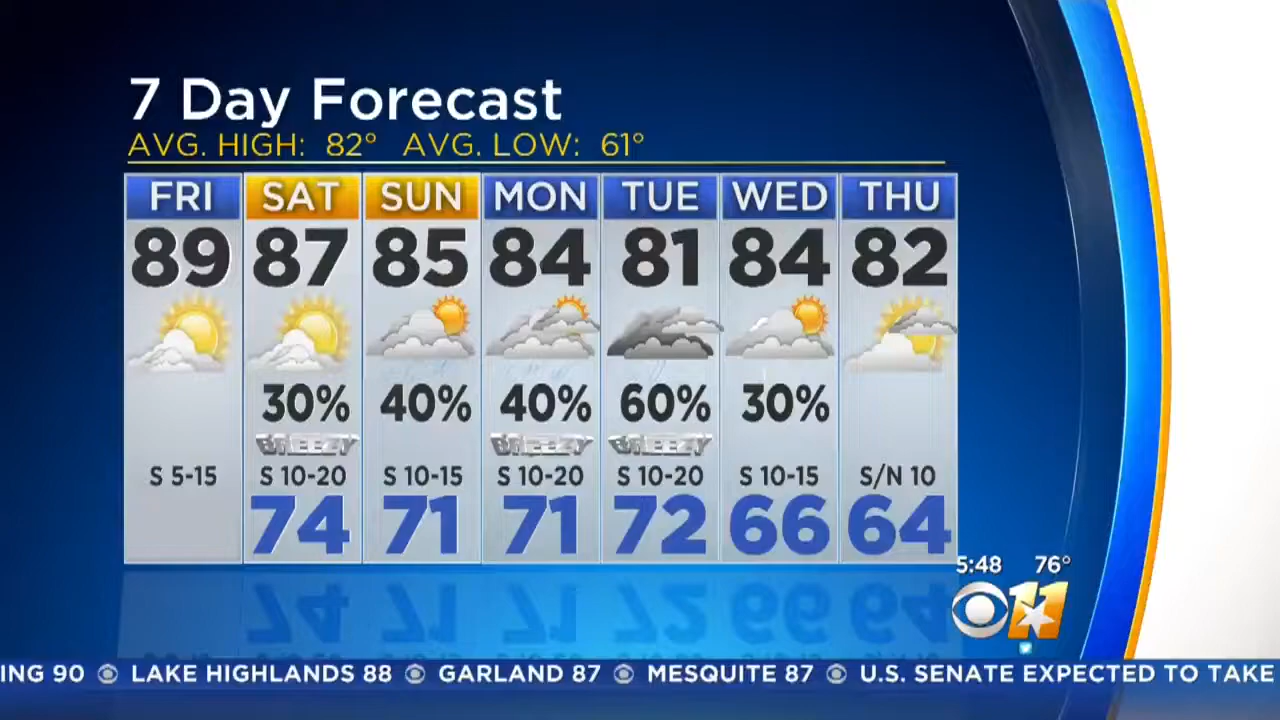 7 Day Forecast
AVG. HIGH: 82° AVG. LOW: 61°
FRI SAT SUN MON TUE WED THU
89 87 85 84 81 84 82
30% 40% 40% 60% 30%
BREEZY BREEZY BREEZY
S 5-15 S 10-20 S 10-15 S 10-20 S 10-20 S 10-15 S/N 10
74 71 71 72 66 64
5:48 76°
11
ING 90 LAKE HIGHLANDS 88 GARLAND 87 MESQUITE 87 U.S. SENATE EXPECTED TO TAKE